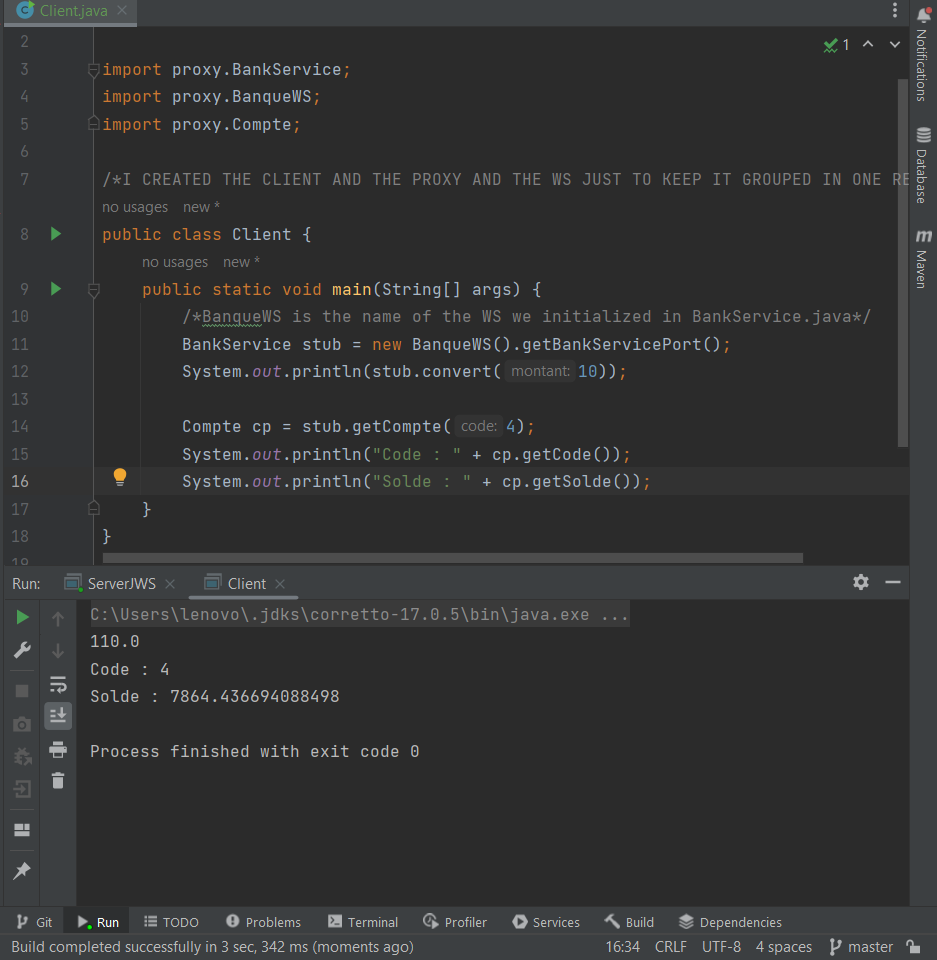 Client.java
2
1
3 import proxy.BankService;
4 import proxy.BanqueWS;
5 import proxy.Compte;
6
7 /*I CREATED THE CLIENT AND THE PROXY AND THE WS JUST TO KEEP IT GROUPED IN ONE RE
no usages new *
8 public class Client {
no usages new *
9 public static void main(String[] args) {
10 /*BanqueWS is the name of the WS we initialized in BankService.java*/
11 BankService stub = new BanqueWS().getBankServicePort();
12 System.out.println(stub.convert( montant: 10));
13
14 Compte cp = stub.getCompte( code: 4);
15 System.out.println("Code : " + cp.getCode());
16 System.out.println("Solde : " + cp.getSolde());
17 }
18 }
19
Notifications
Database
m
Maven
Run: ServerJWS Client
C:\Users\lenovo\.jdks\corretto-17.0.5\bin\java.exe ...
110.0
Code : 4
Solde : 7864.436694088498
Process finished with exit code 0
Git Run TODO Problems Terminal Profiler Services Build Dependencies
Build completed successfully in 3 sec, 342 ms (moments ago) 16:34 CRLF UTF-8 4 spaces master